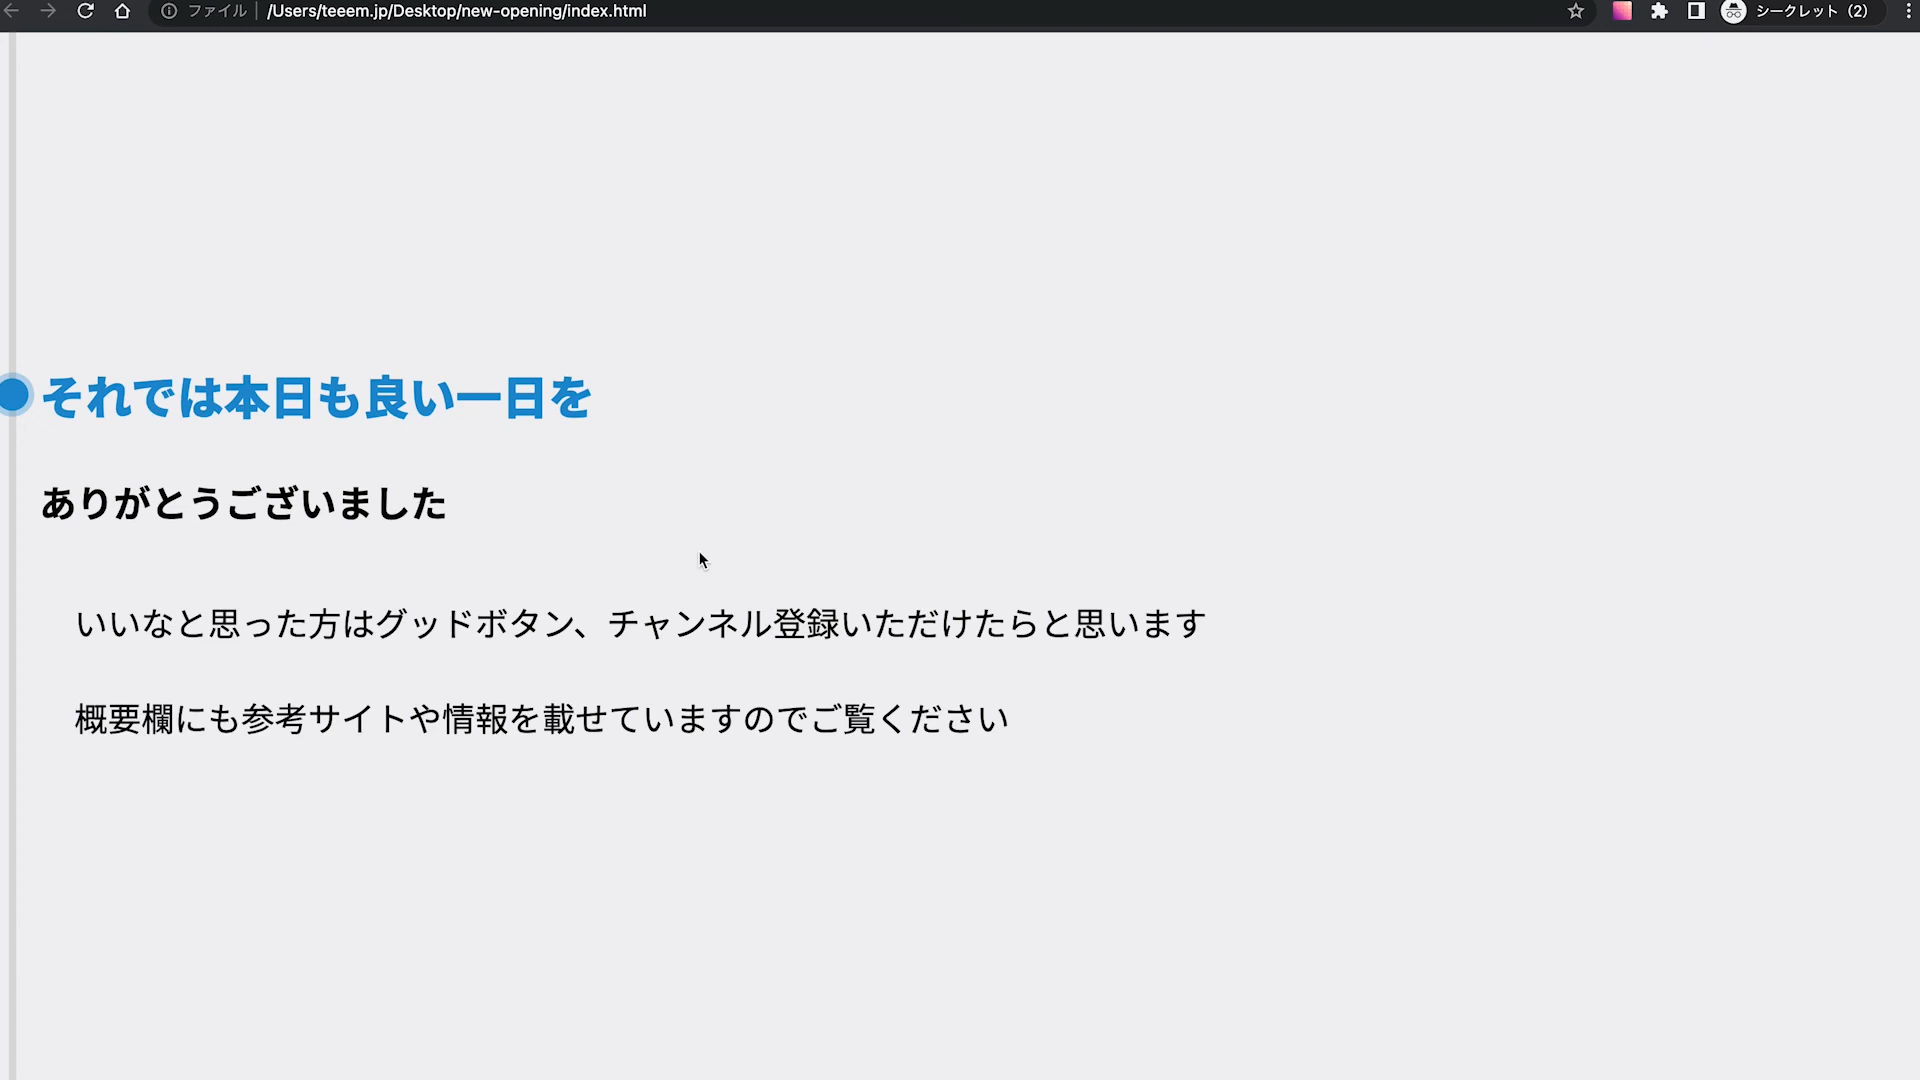 ファイル | /Users/teeem.jp/Desktop/new-opening/index.html
シークレット (2)
それでは本日も良い一日を
ありがとうございました
いいなと思った方はグッドボタン、チャンネル登録いただけたらと思います
概要欄にも参考サイトや情報を載せていますのでご覧ください